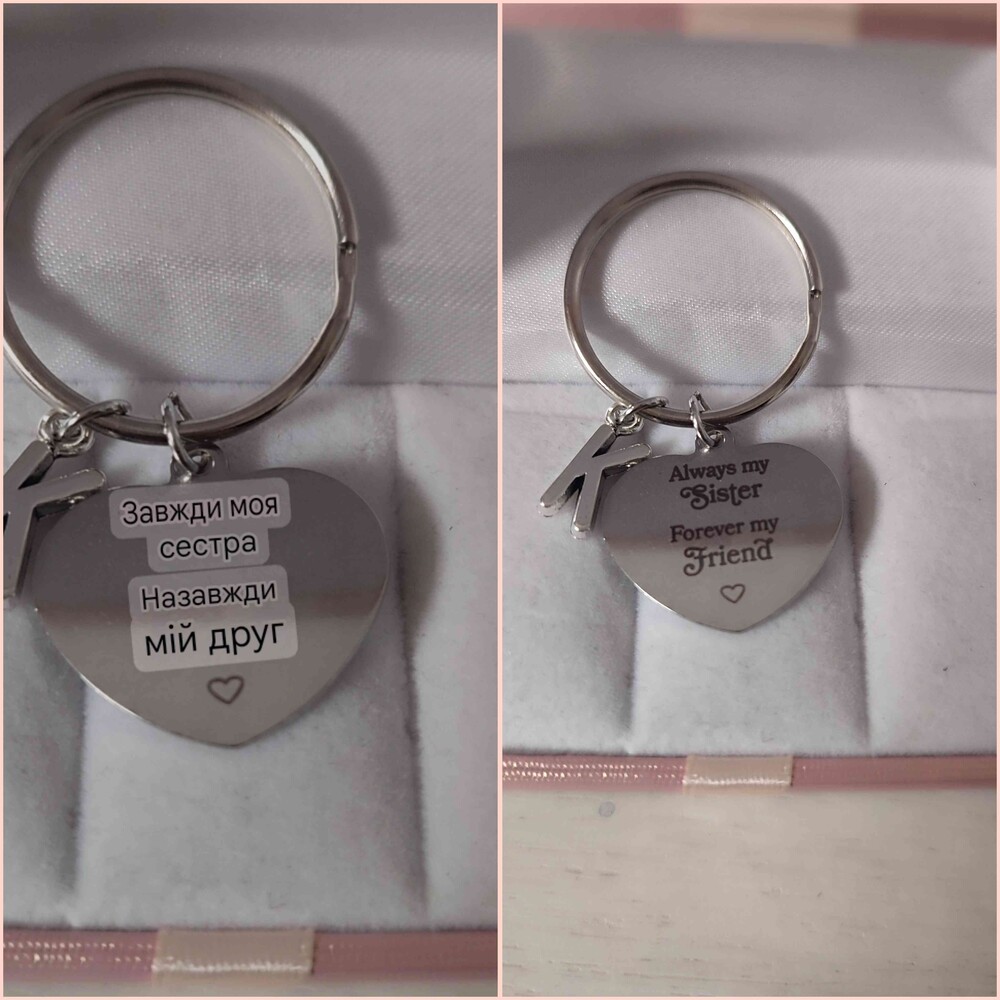 Завжди моя
сестра
Назавжди
мій друг
K
Always my
Sister
Forever my
Friend